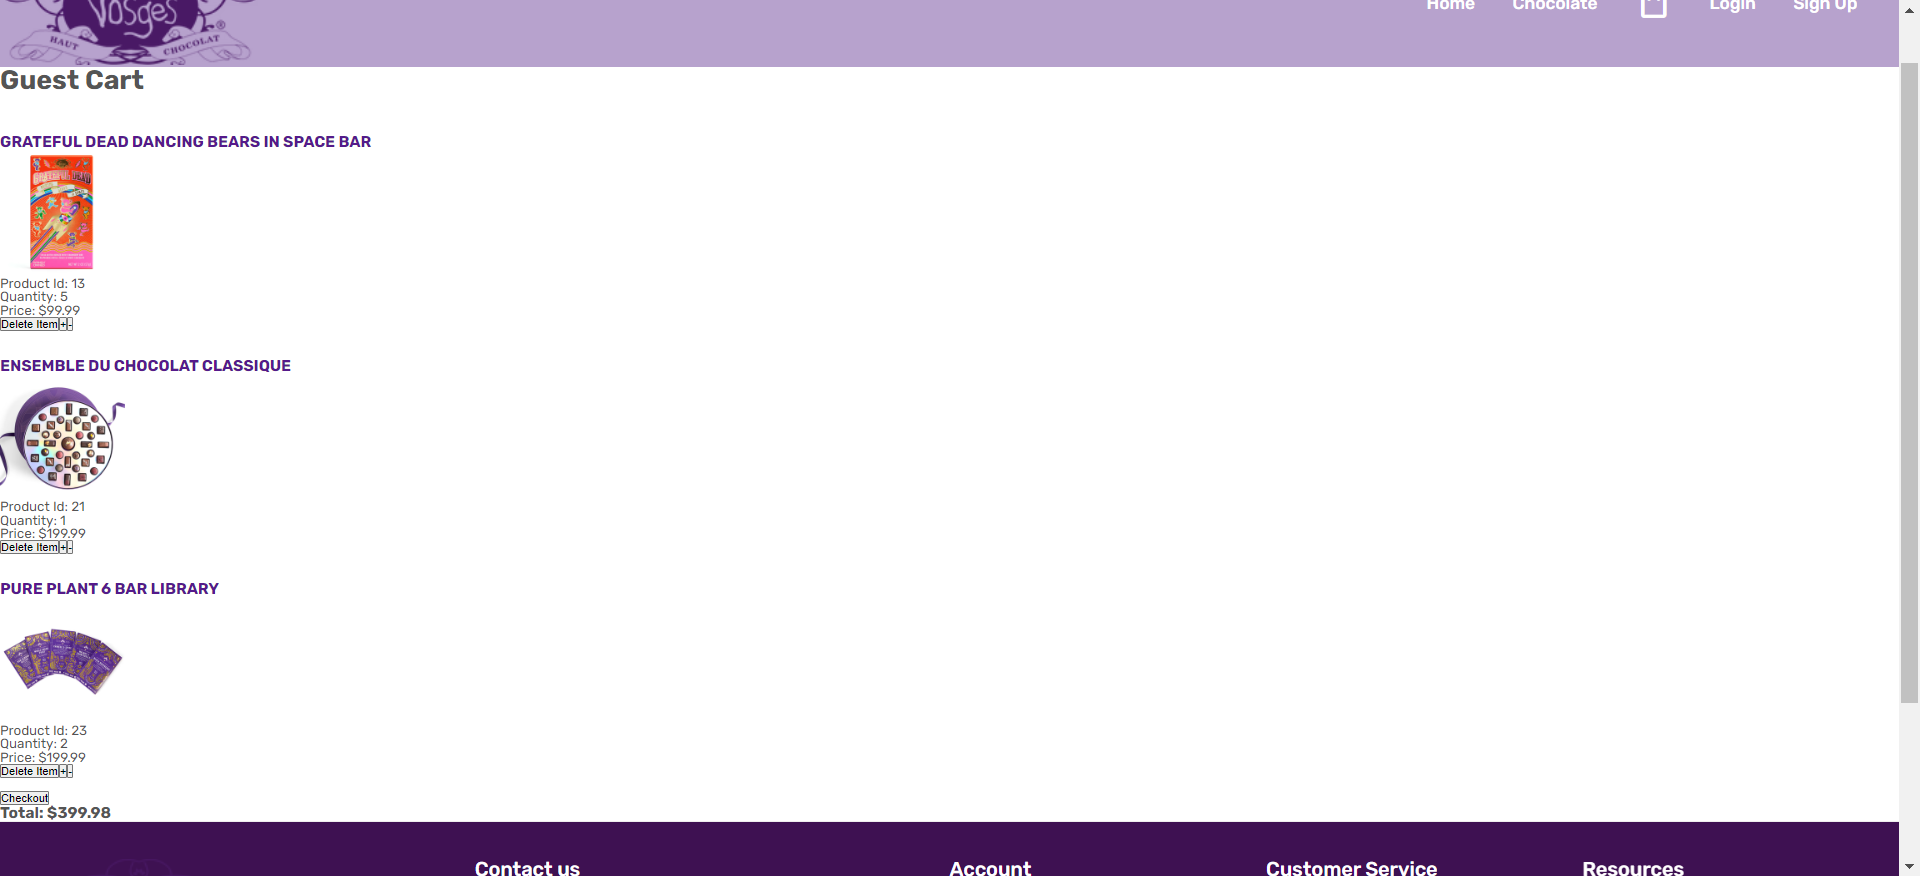 Vosges
HAUT CHOCOLAT
®
Home Chocolate Login Sign Up
Guest Cart
GRATEFUL DEAD DANCING BEARS IN SPACE BAR
GRATEFUL DEAD
Product Id: 13
Quantity: 5
Price: $99.99
Delete Item + -
ENSEMBLE DU CHOCOLAT CLASSIQUE
Product Id: 21
Quantity: 1
Price: $199.99
Delete Item + -
PURE PLANT 6 BAR LIBRARY
Product Id: 23
Quantity: 2
Price: $199.99
Delete Item + -
Checkout
Total: $399.98
Contact us Account Customer Service Resources